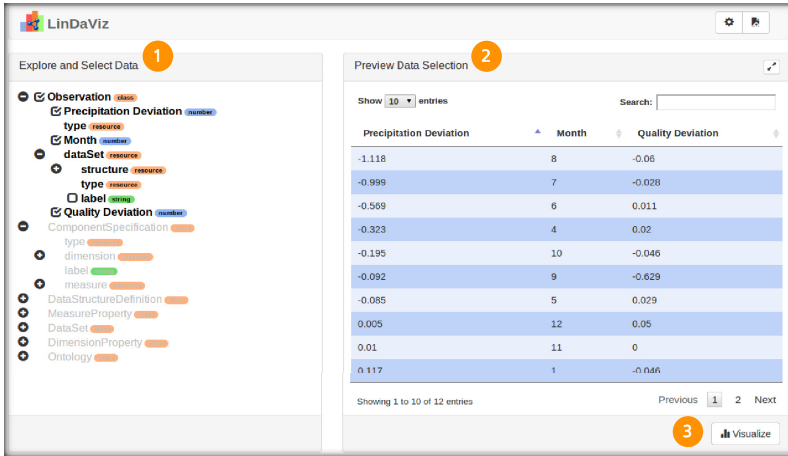 LinDaViz
Explore and Select Data
1
Observation class
Precipitation Deviation number
type resource
Month number
dataSet resource
structure resource
type resource
label string
Quality Deviation number
ComponentSpecification
type
dimension
label
measure
DataStructureDefinition
MeasureProperty
DataSet
DimensionProperty
Ontology
Preview Data Selection
2
Show 10 entries
Search:
Precipitation Deviation Month Quality Deviation
-1.118 8 -0.06
-0.999 7 -0.028
-0.569 6 0.011
-0.323 4 0.02
-0.195 10 -0.046
-0.092 9 -0.629
-0.085 5 0.029
0.005 12 0.05
0.01 11 0
0.117 1 -0.046
Showing 1 to 10 of 12 entries
Previous 1 2 Next
3
Visualize